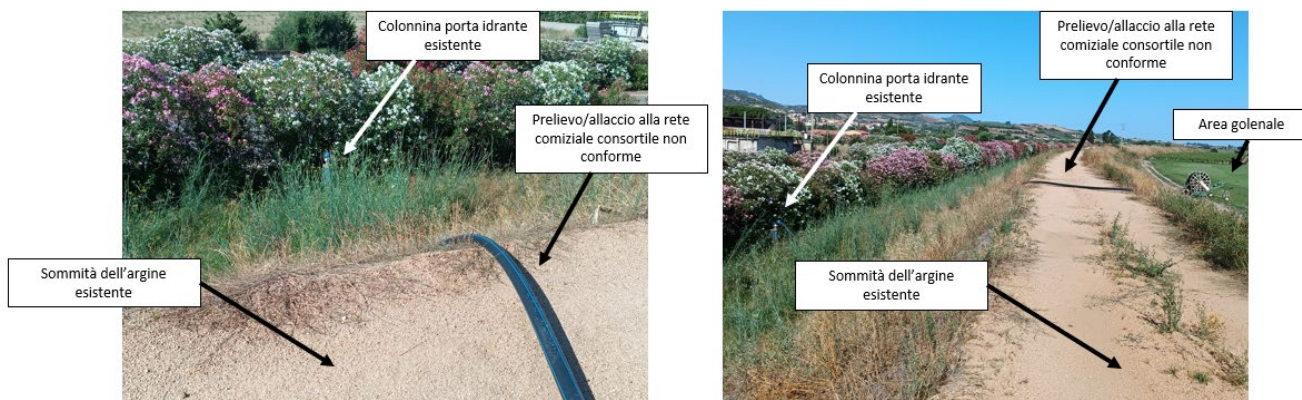 Colonnina porta idrante
esistente
Prelievo/allaccio alla rete
comiziale consortile non
conforme
Sommità dell’argine
esistente
Prelievo/allaccio alla rete
comiziale consortile non
conforme
Colonnina porta idrante
esistente
Area golenale
Sommità dell’argine
esistente